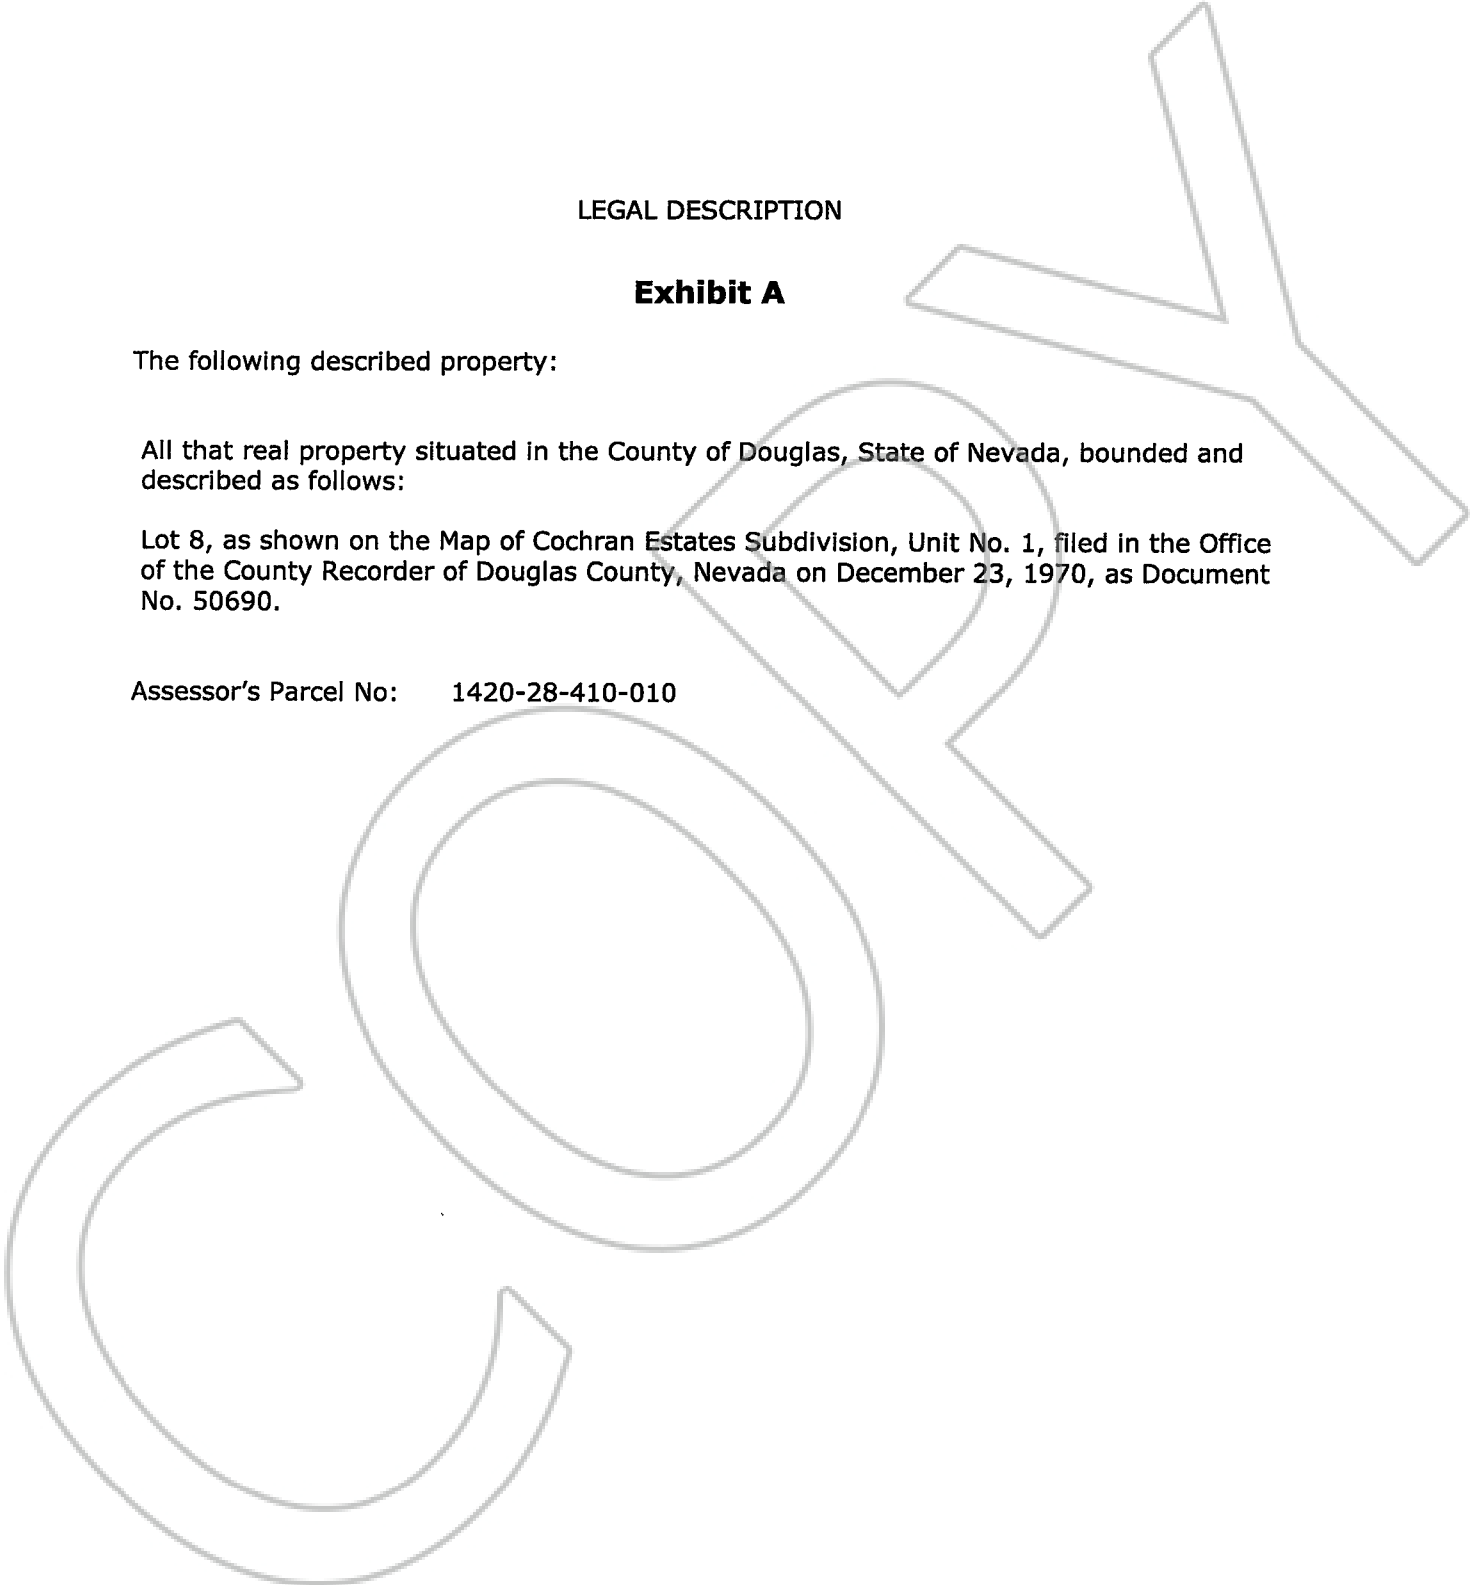 LEGAL DESCRIPTION
Exhibit A
The following described property:
All that real property situated in the County of Douglas, State of Nevada, bounded and
described as follows:
Lot 8, as shown on the Map of Cochran Estates Subdivision, Unit No. 1, filed in the Office
of the County Recorder of Douglas County, Nevada on December 23, 1970, as Document
No. 50690.
Assessor's Parcel No: 1420-28-410-010
COPY